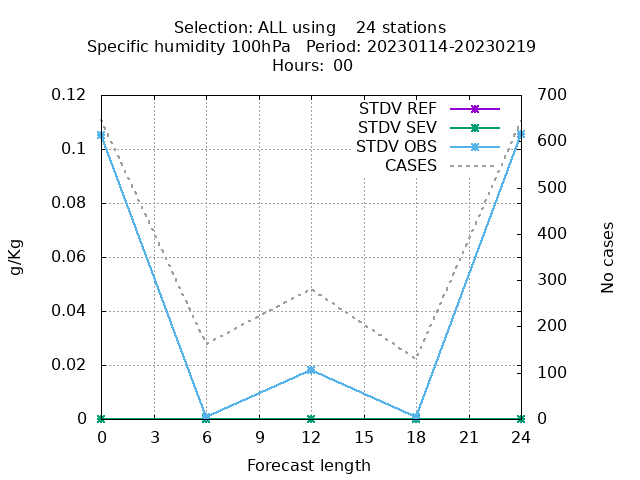 Selection: ALL using    24 stations
Specific humidity 100hPa   Period: 20230114-20230219
Hours:  00
STDV REF
STDV SEV
STDV OBS
CASES
0.12
0.1
0.08
0.06
0.04
0.02
0
700
600
500
400
300
200
100
0
g/Kg
No cases
0 3 6 9 12 15 18 21 24
Forecast length